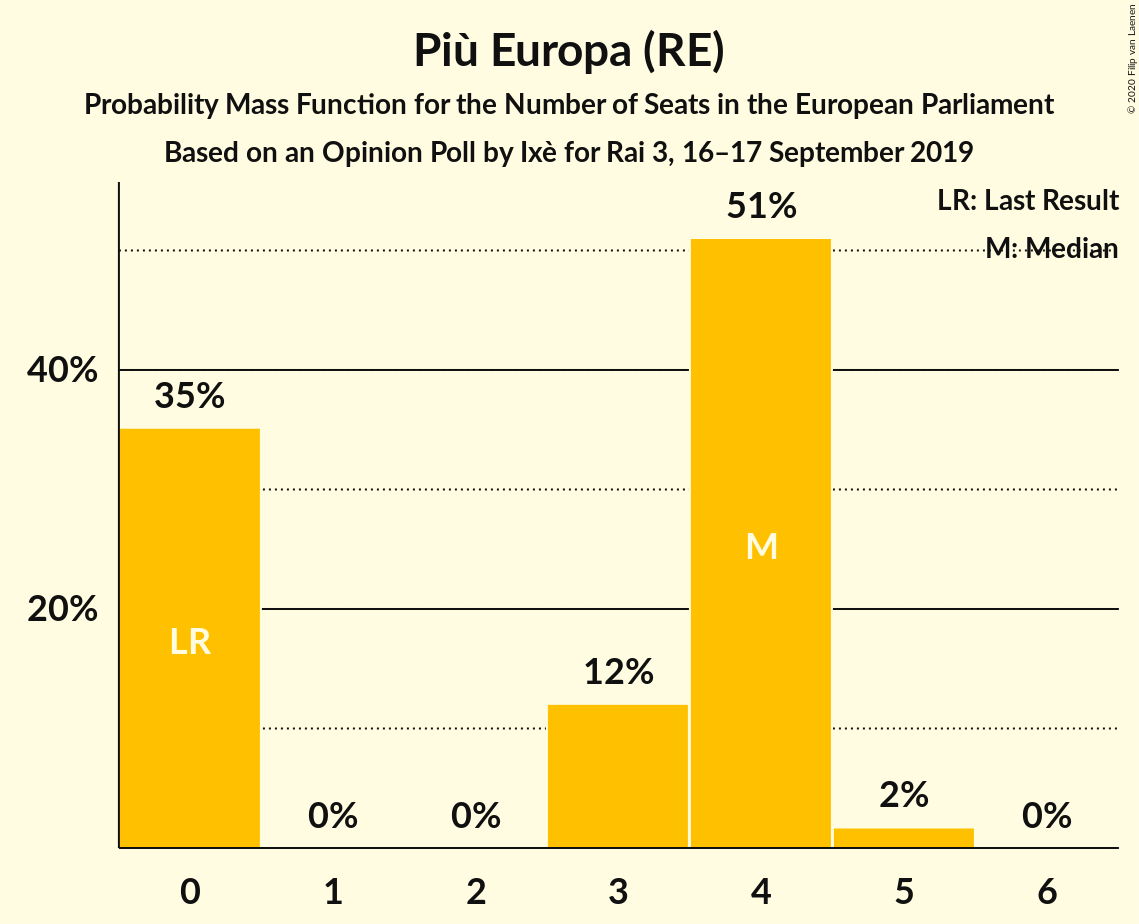 Più Europa (RE)
Probability Mass Function for the Number of Seats in the European Parliament
Based on an Opinion Poll by Ixè for Rai 3, 16–17 September 2019
© 2020 Filip van Laenen
LR: Last Result
M: Median
51%
40%
35%
M
20%
LR
12%
0%
0%
2%
0%
0
1
2
3
4
5
6